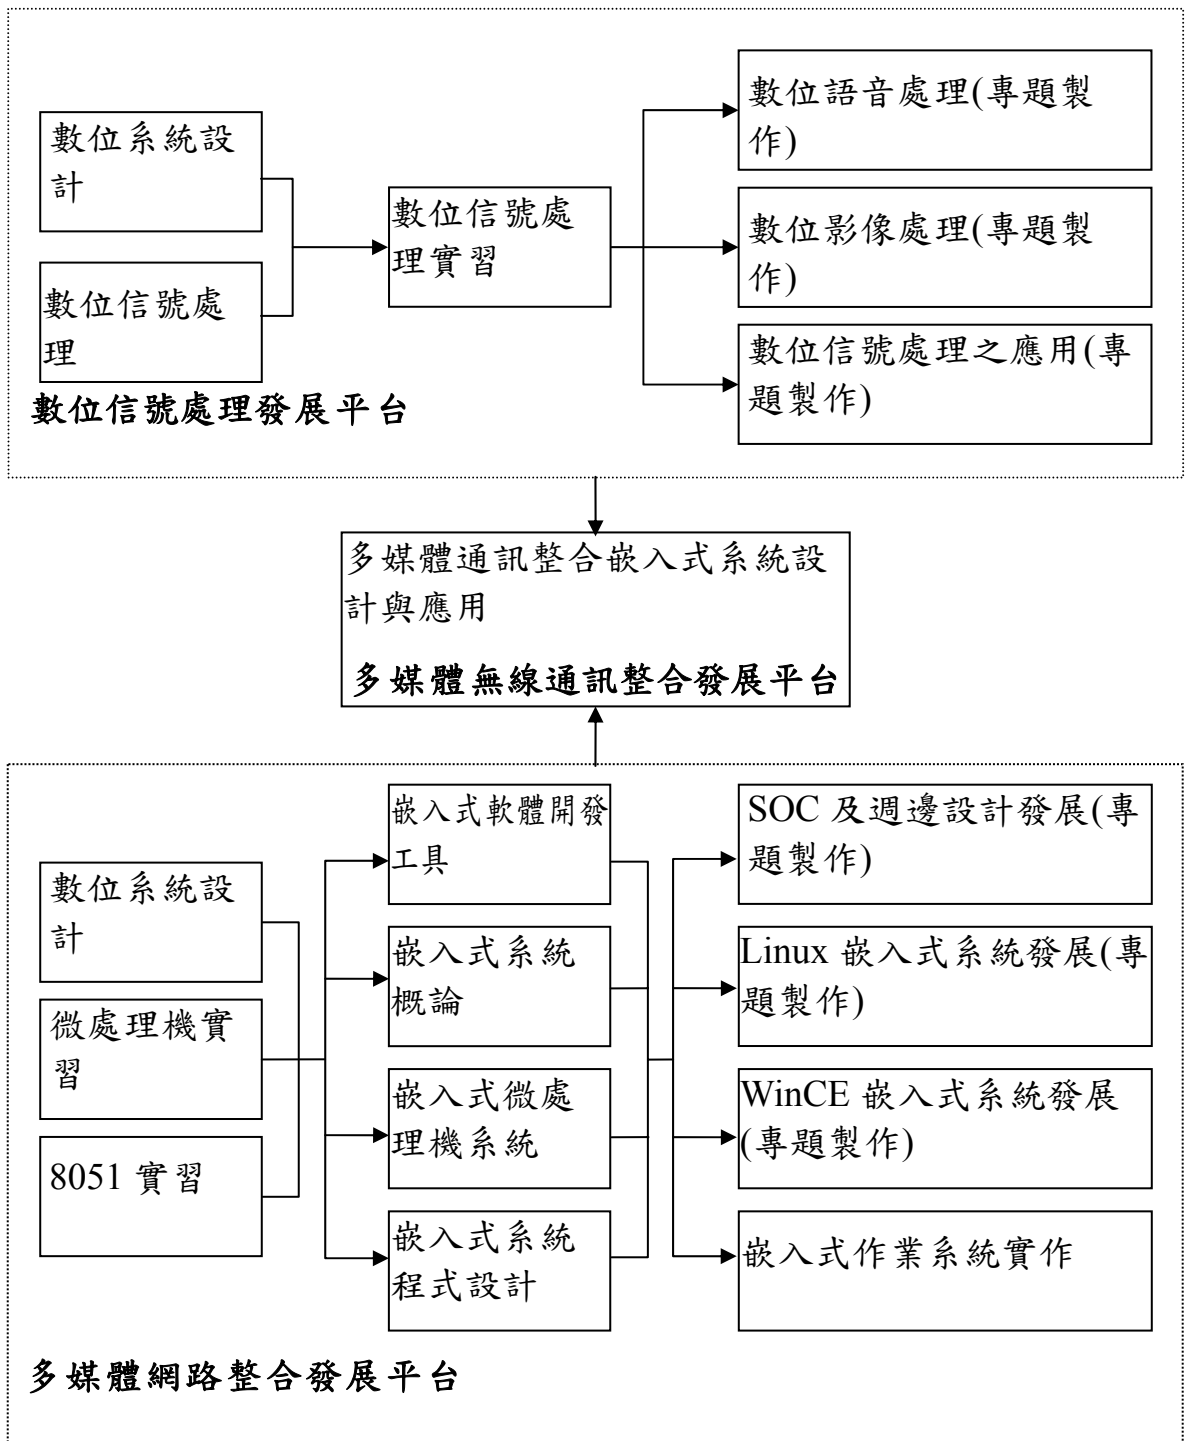 數位系統設
計
數位信號處
理
數位信號處
理實習
數位語音處理(專題製
作)
數位影像處理(專題製
作)
數位信號處理之應用(專
題製作)
數位信號處理發展平台
多媒體通訊整合嵌入式系統設
計與應用
多媒體無線通訊整合發展平台
數位系統設
計
微處理機實
習
8051 實習
嵌入式軟體開發
工具
嵌入式系統
概論
嵌入式微處
理機系統
嵌入式系統
程式設計
SOC 及週邊設計發展(專
題製作)
Linux 嵌入式系統發展(專
題製作)
WinCE 嵌入式系統發展
(專題製作)
嵌入式作業系統實作
多媒體網路整合發展平台